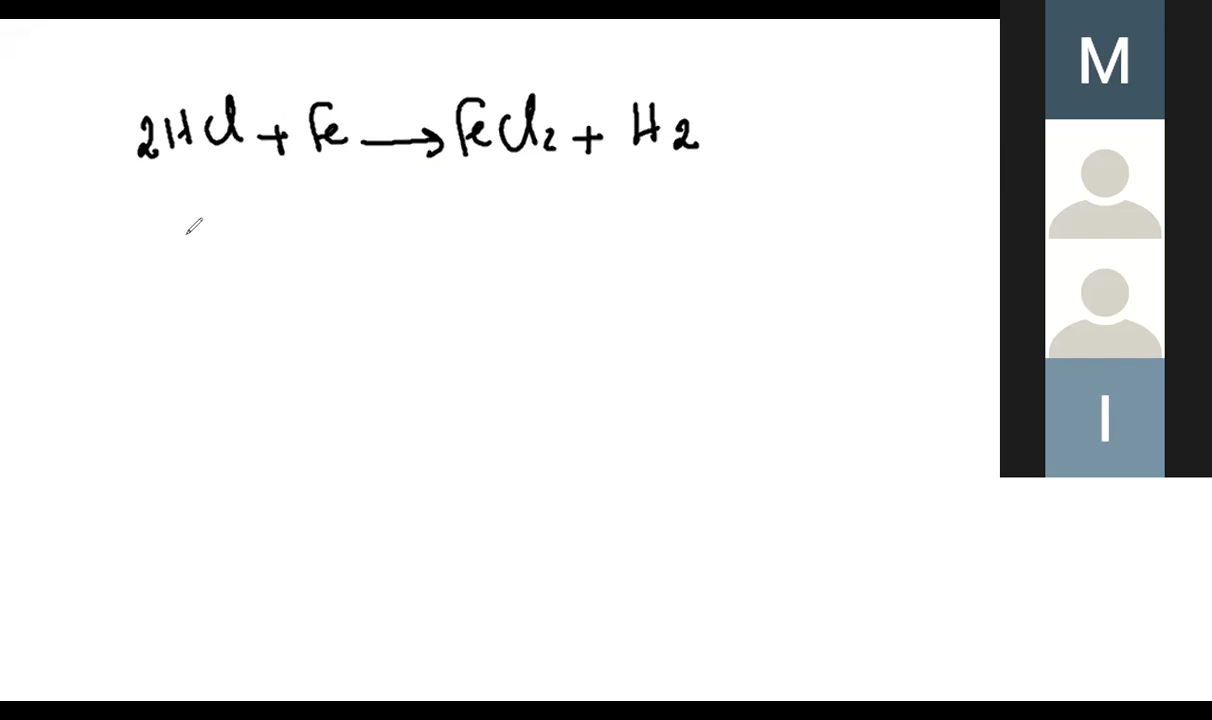 2HCl + Fe → FeCl2 + H2
M
I